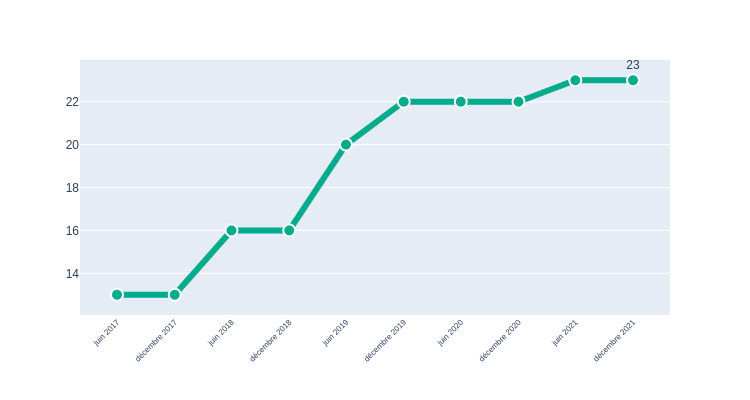 23
22
20
18
16
14
juin 2017
décembre 2017
juin 2018
décembre 2018
juin 2019
décembre 2019
juin 2020
décembre 2020
juin 2021
décembre 2021